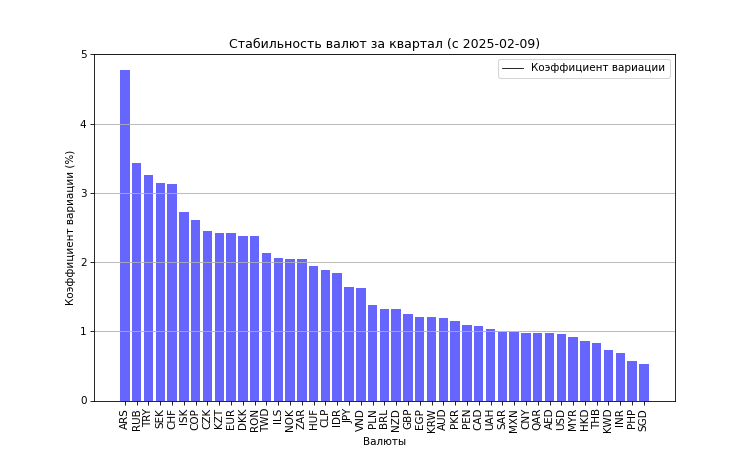 Стабильность валют за квартал (с 2025-02-09)
Коэффициент вариации
Коэффициент вариации (%)
5
4
3
2
1
0
ARS RUB TRY SEK CHF ISK COP CZK KZT EUR DKK RON TWD ILS NOK ZAR HUF CLP IDR JPY VND PLN BRL NZD GBP EGP KRW AUD PKR PEN CAD UAH SAR MXN CNY QAR AED USD MYR HKD THB KWD INR PHP SGD
Валюты